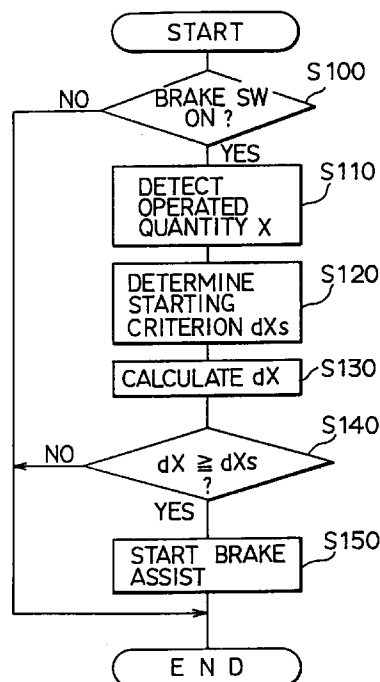 START
S100
NO
BRAKE SW
ON ?
YES
S110
DETECT
OPERATED
QUANTITY X
S120
DETERMINE
STARTING
CRITERION dXs
S130
CALCULATE dX
S140
NO
dX ≧ dXs
?
YES
S150
START BRAKE
ASSIST
END